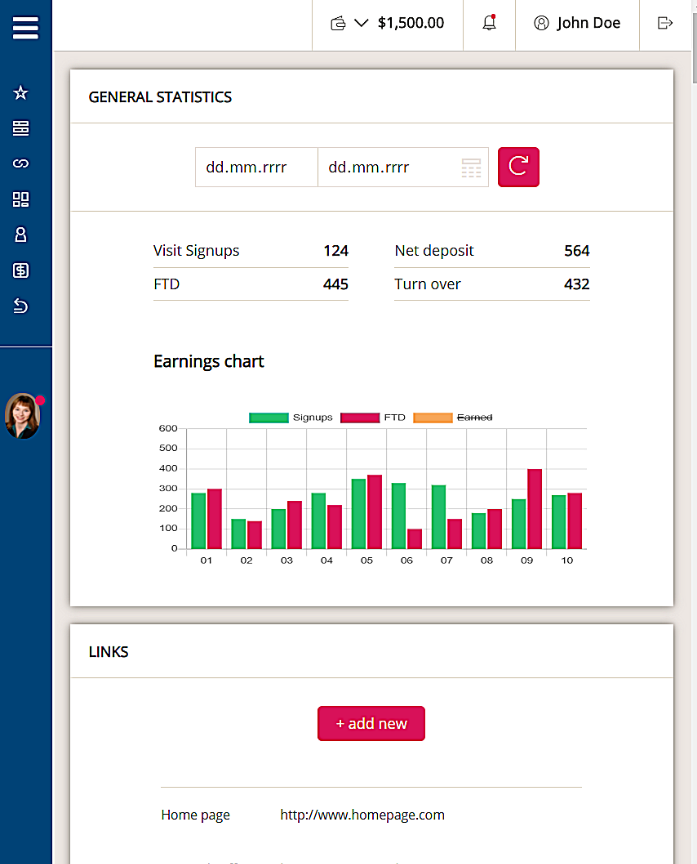 $1,500.00
John Doe
GENERAL STATISTICS
dd.mm.rrrr
dd.mm.rrrr
Visit Signups 124
Net deposit 564
FTD 445
Turn over 432
Earnings chart
Signups FTD Earned
600
500
400
300
200
100
0
01 02 03 04 05 06 07 08 09 10
LINKS
+ add new
Home page http://www.homepage.com